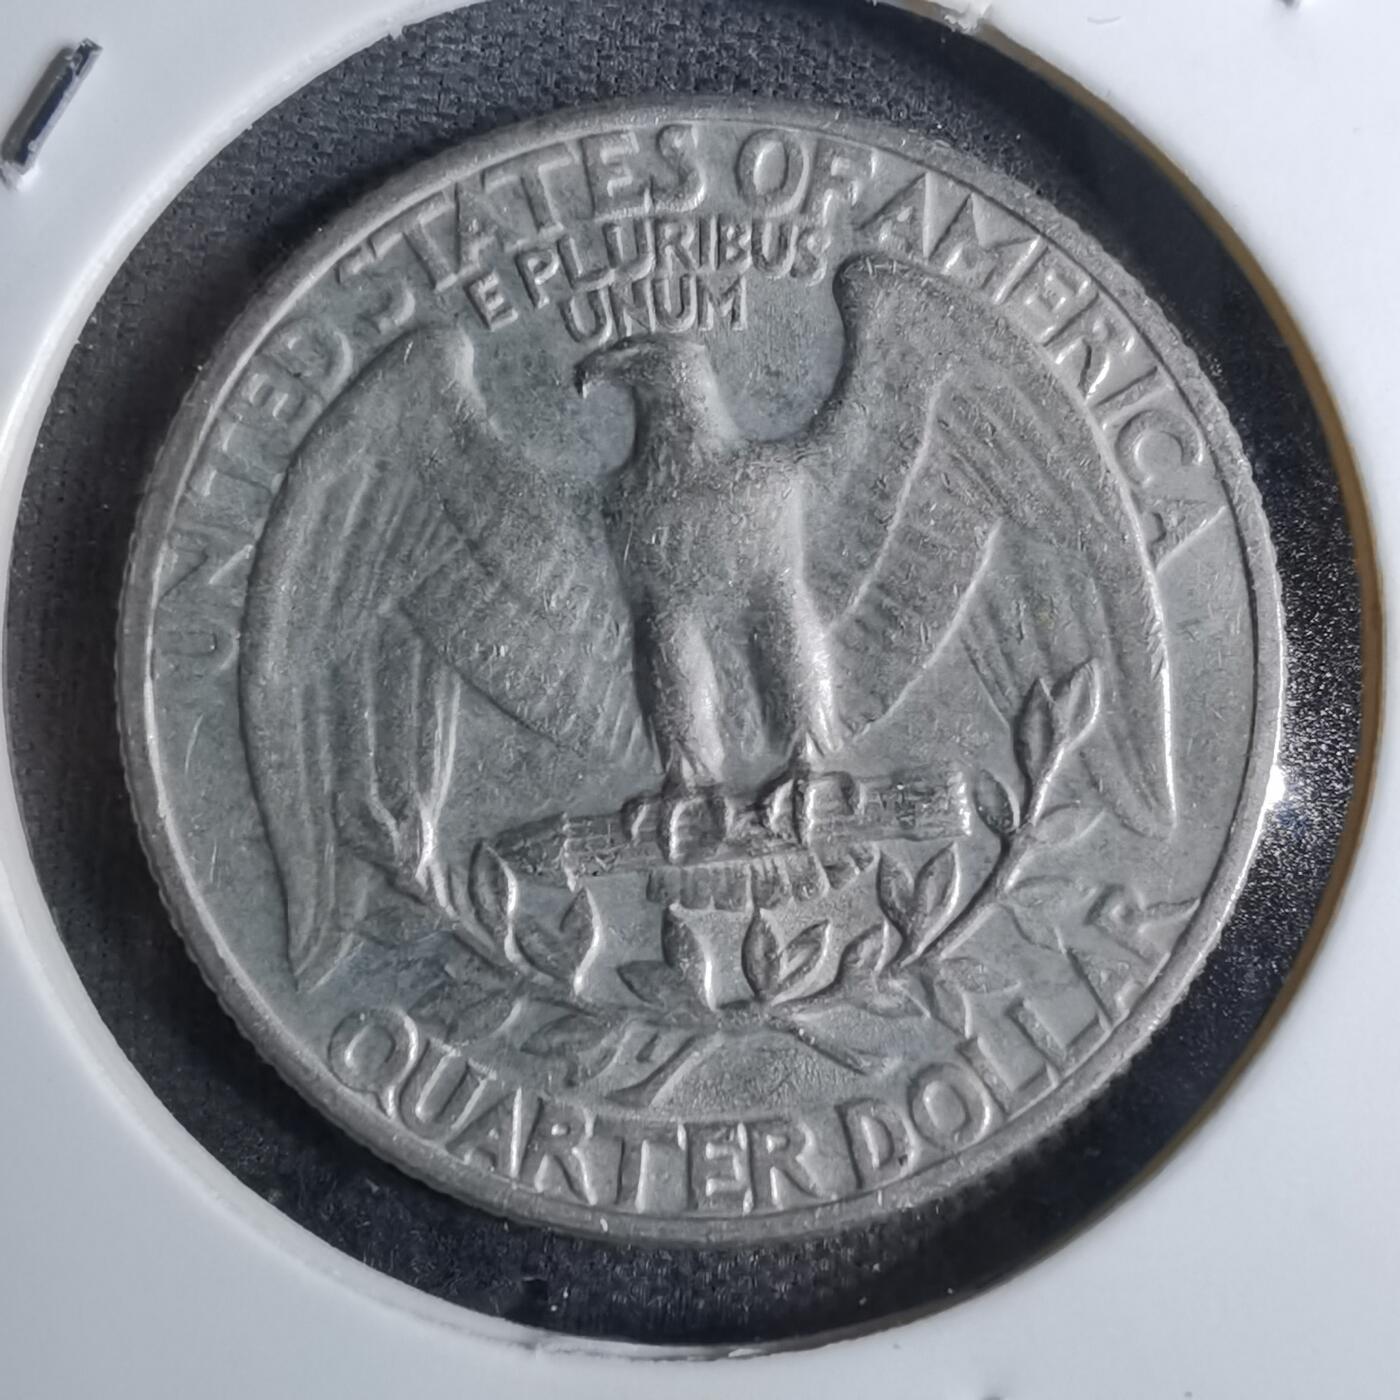 UNITED STATES OF AMERICA
E PLURIBUS
UNUM
QUARTER DOLLAR